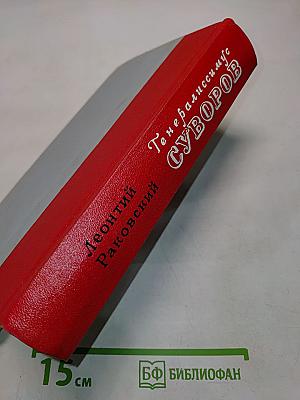 Леонтий
Раковский
Генералиссимус
СУВОРОВ
15 см
БФ БИБЛИОФАН